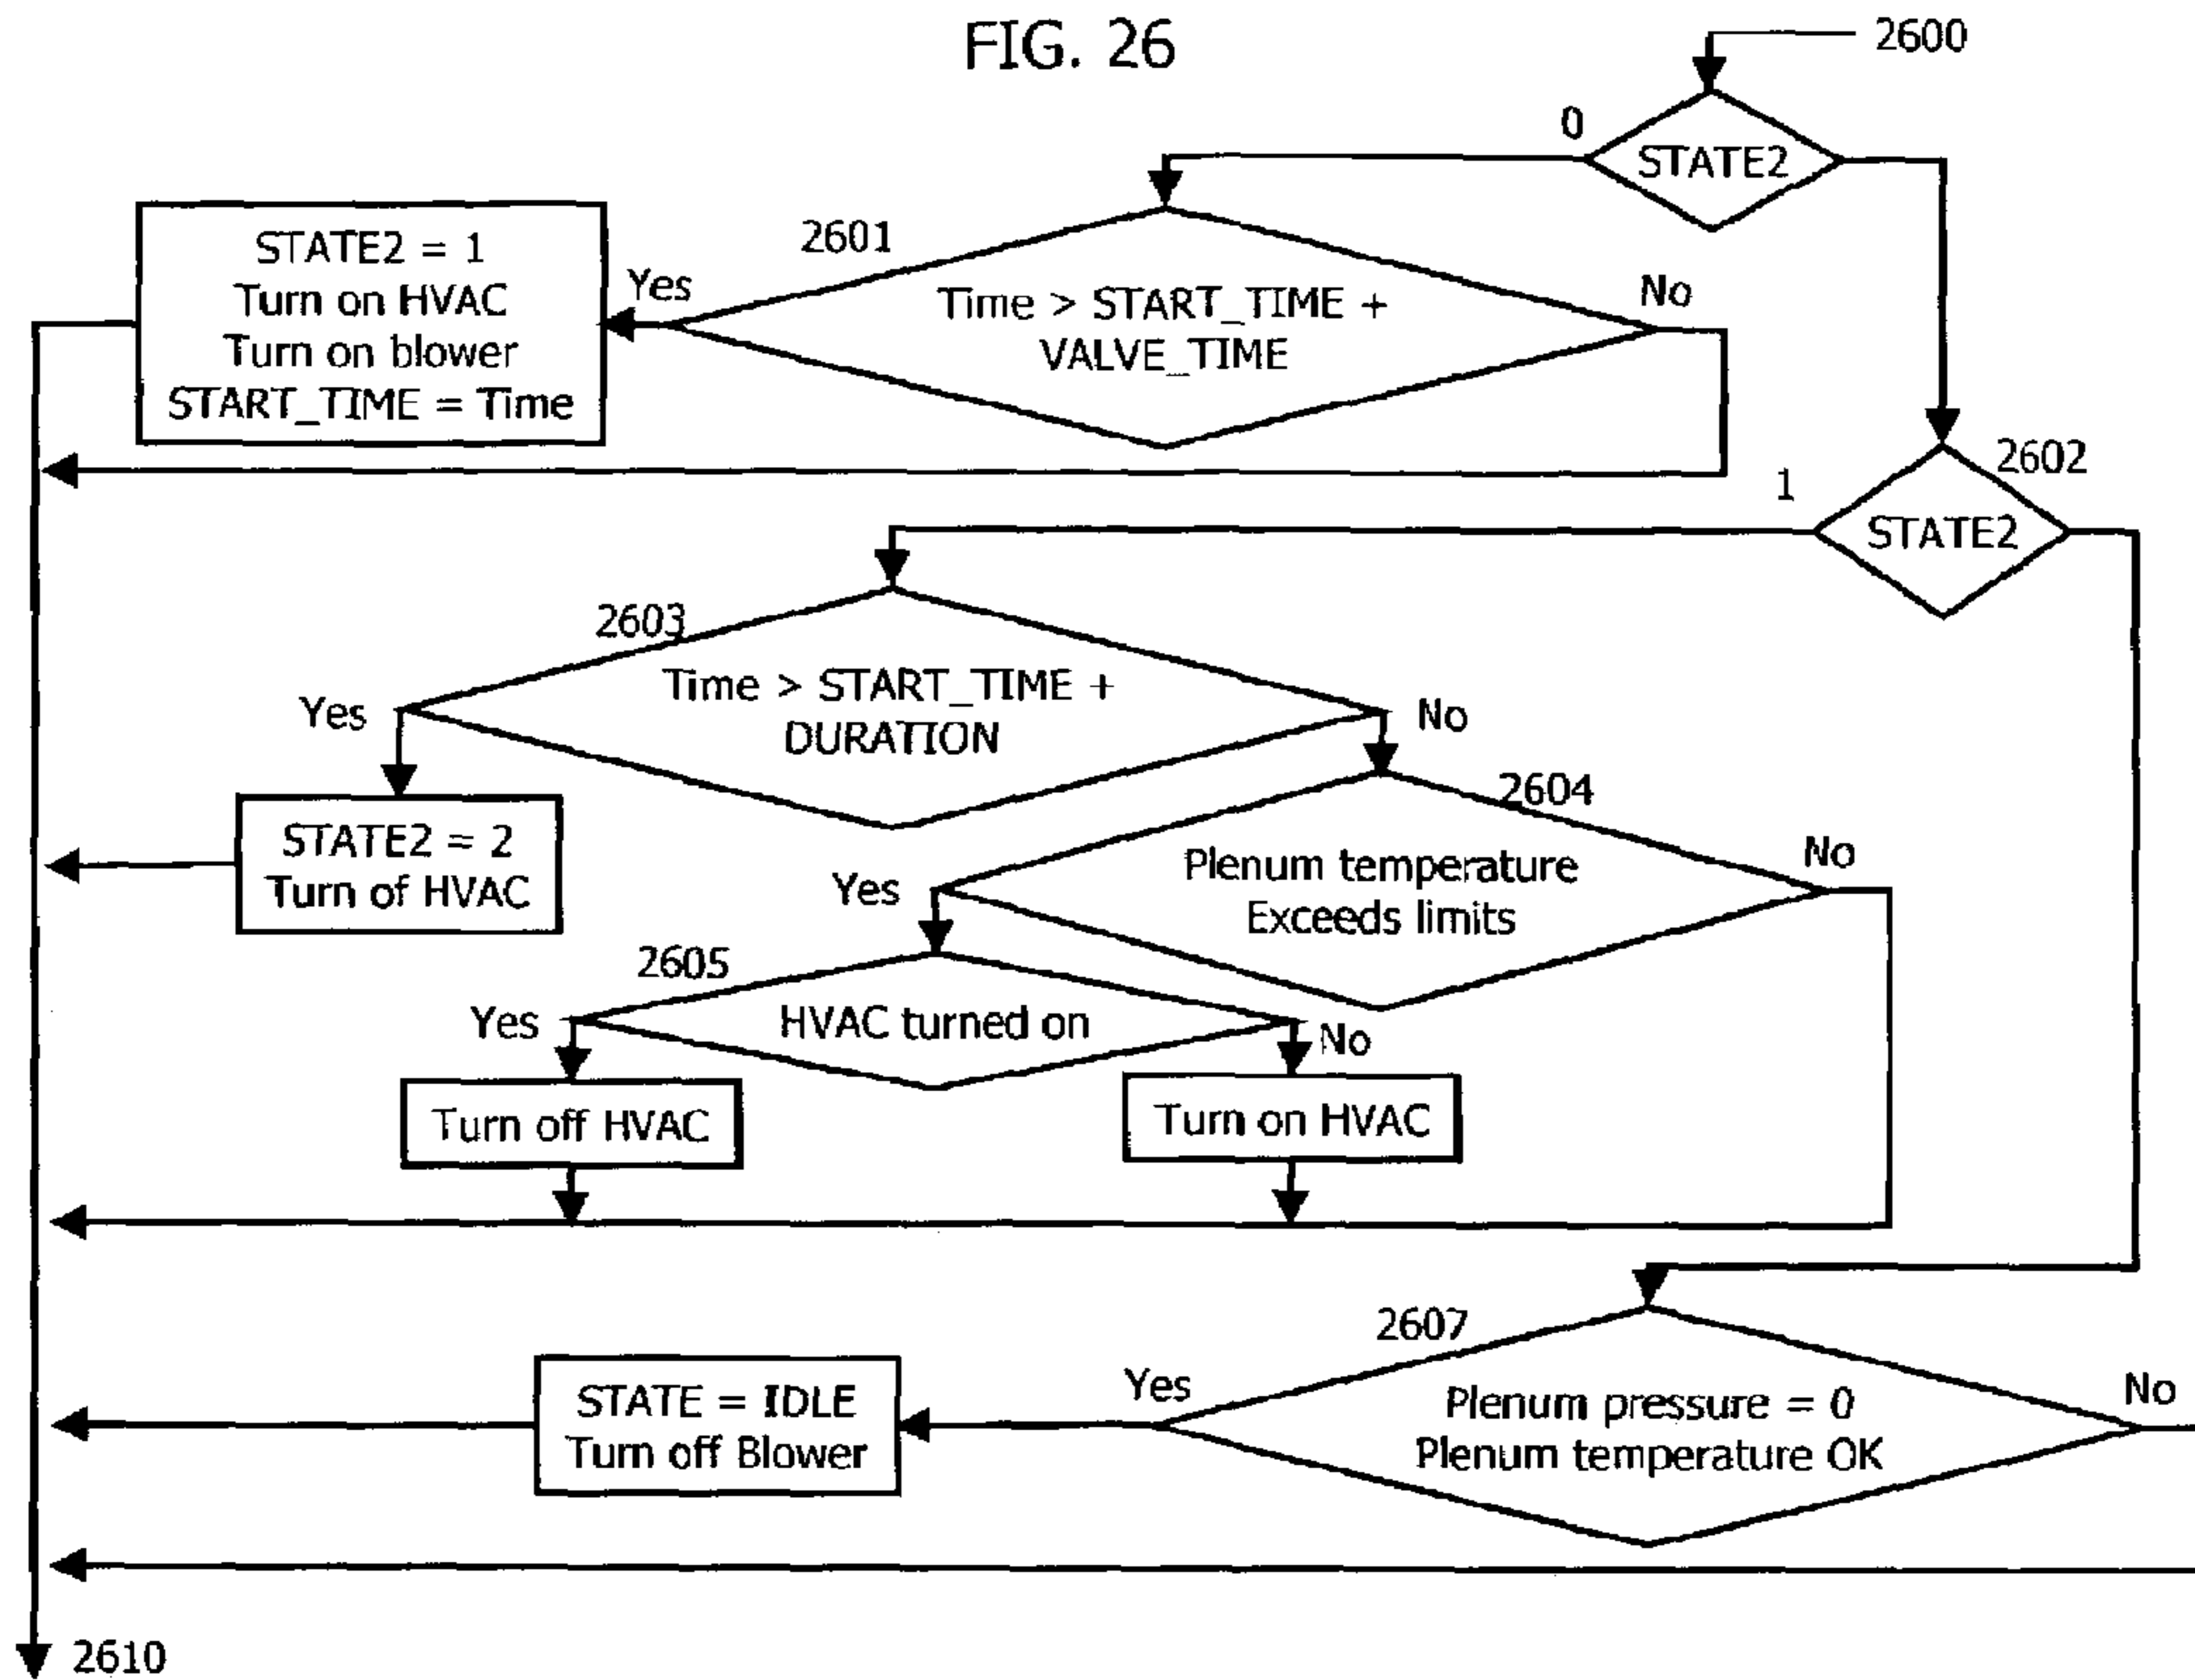 FIG. 26
2600
0
STATE2
2601
STATE2 = 1
Turn on HVAC
Turn on blower
START_TIME = Time
Yes
Time > START_TIME +
VALVE_TIME
No
2602
1
STATE2
2603
Time > START_TIME +
DURATION
Yes
No
STATE2 = 2
Turn of HVAC
2604
Plenum temperature
Exceeds limits
Yes
No
2605
HVAC turned on
Yes
No
Turn off HVAC
Turn on HVAC
2607
STATE = IDLE
Turn off Blower
Yes
Plenum pressure = 0
Plenum temperature OK
No
2610